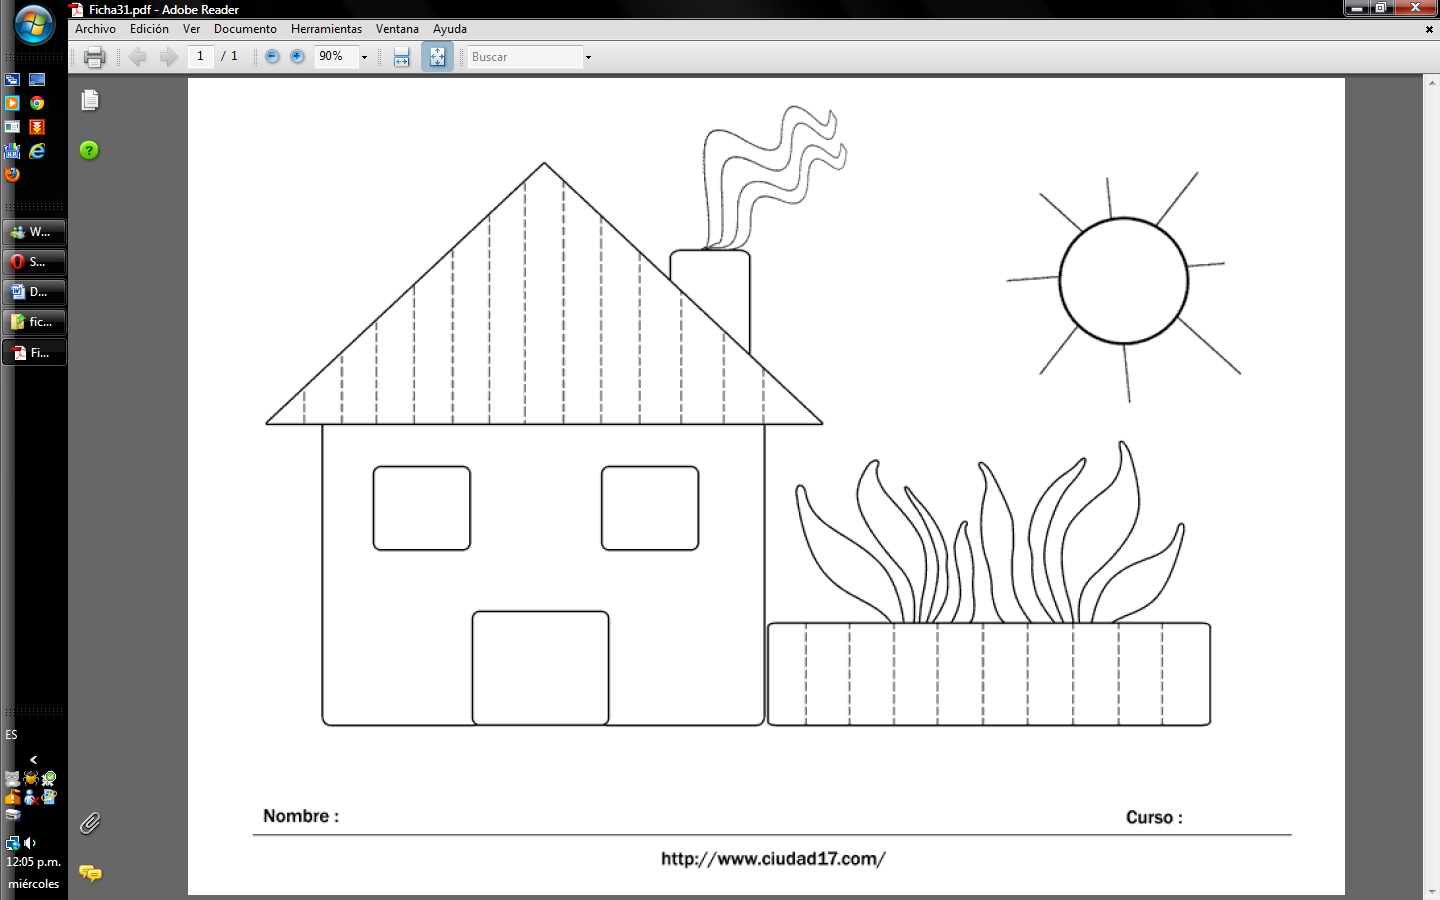 Ficha31.pdf - Adobe Reader
Archivo Edición Ver Documento Herramientas Ventana Ayuda
1 / 1 90% Buscar
W...
S...
D...
fic...
Fi...
ES
12:05 p.m.
miércoles
Nombre :
Curso :
http://www.ciudad17.com/